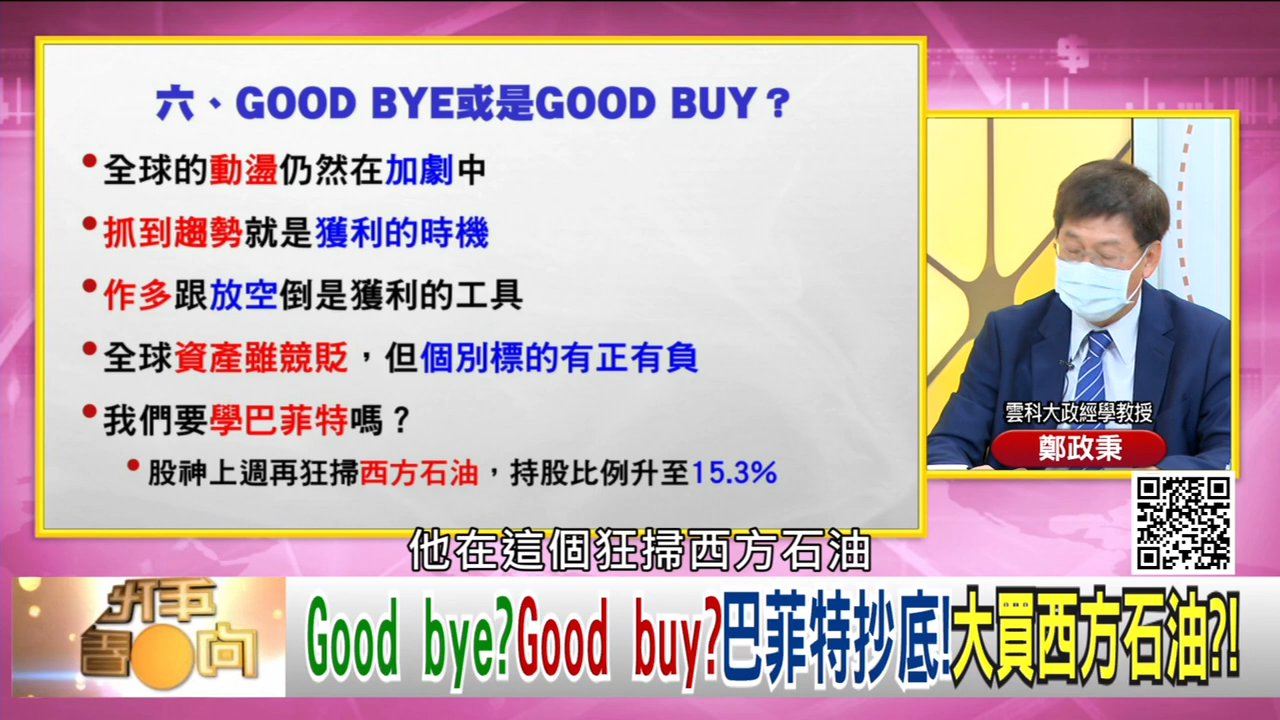 六、GOOD BYE或是GOOD BUY？
•全球的動盪仍然在加劇中
•抓到趨勢就是獲利的時機
•作多跟放空倒是獲利的工具
•全球資產雖競貶，但個別標的有正有負
•我們要學巴菲特嗎？
•股神上週再狂掃西方石油，持股比例升至15.3%
雲科大政經學教授
鄭政秉
他在這個狂掃西方石油
Good bye?Good buy?巴菲特抄底!大買西方石油?!